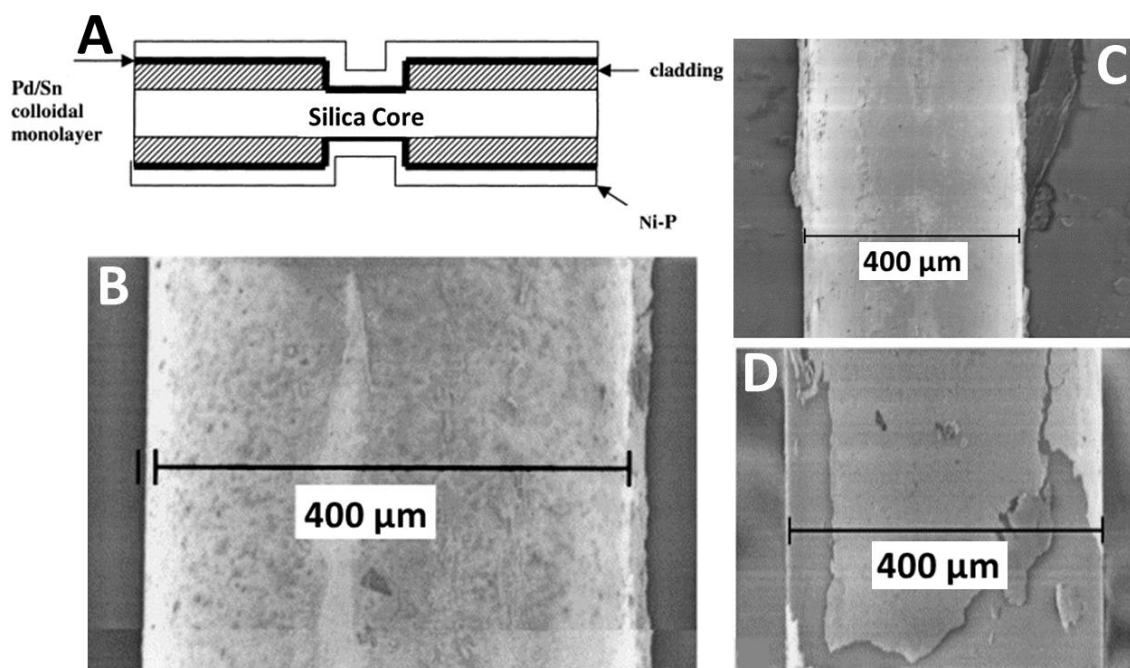 A
Pd/Sn
colloidal
monolayer
cladding
Silica Core
Ni-P
B
400 µm
C
400 µm
D
400 µm